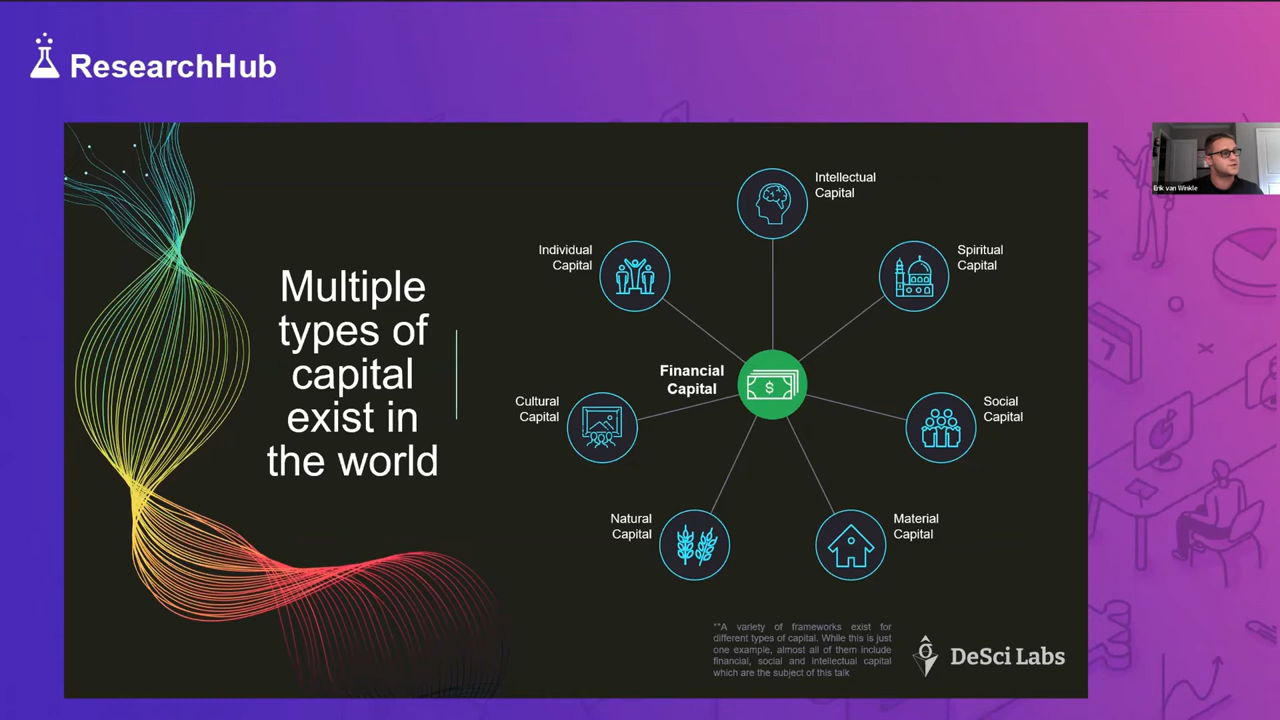 ResearchHub
Multiple
types of
capital
exist in
the world
Intellectual
Capital
Individual
Capital
Spiritual
Capital
Financial
Capital
$
Cultural
Capital
Social
Capital
Natural
Capital
Material
Capital
**A variety of frameworks exist for
different types of capital. While this is just
one example, almost all of them include
financial, social and intellectual capital
which are the subject of this talk
DeSci Labs
Erik van Winkle
7